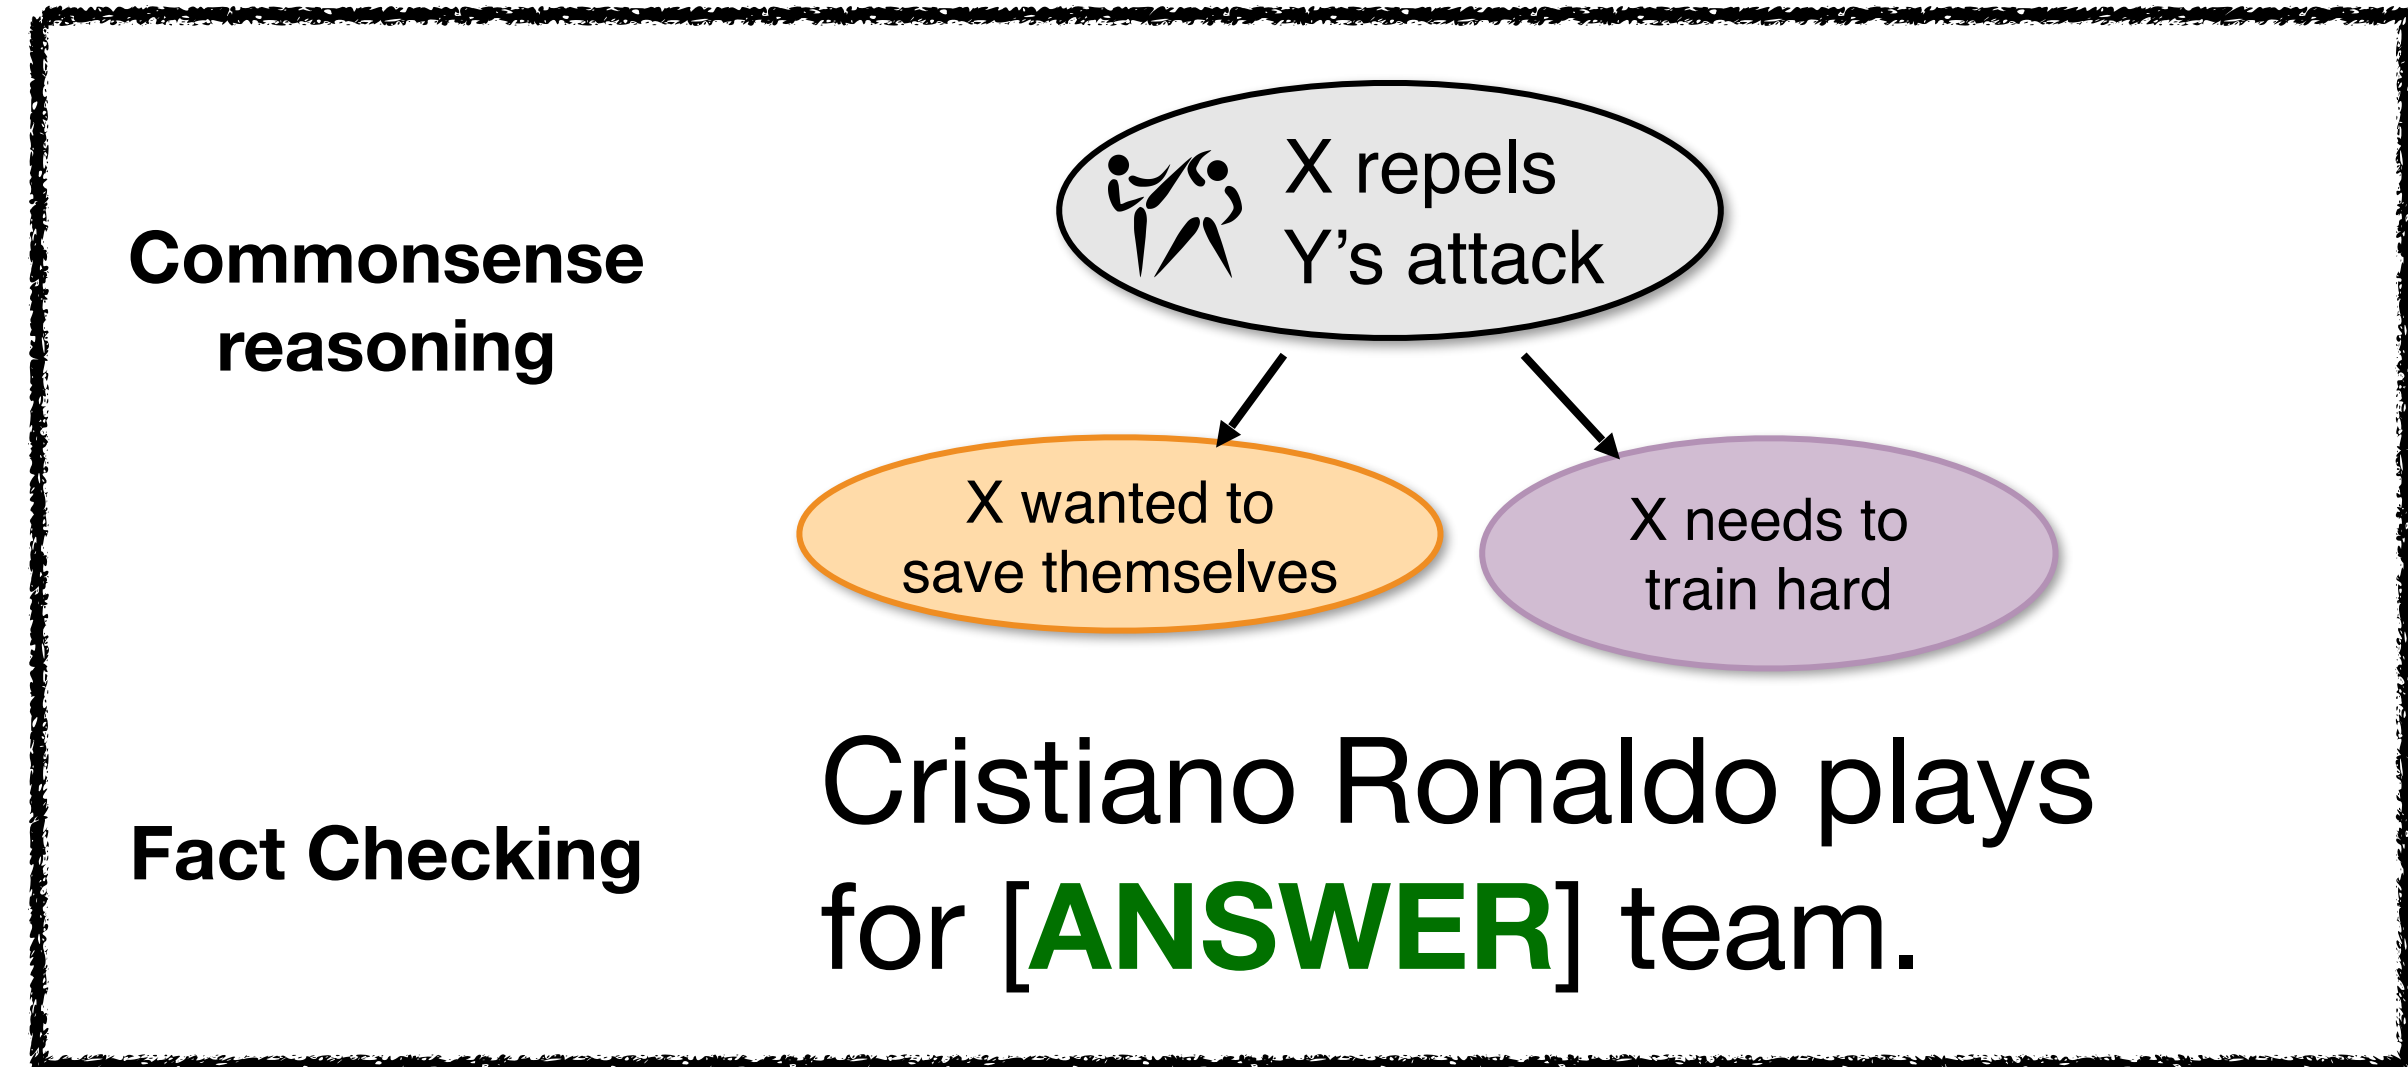 Commonsense
reasoning
X repels
Y’s attack
X wanted to
save themselves
X needs to
train hard
Fact Checking
Cristiano Ronaldo plays
for [ANSWER] team.